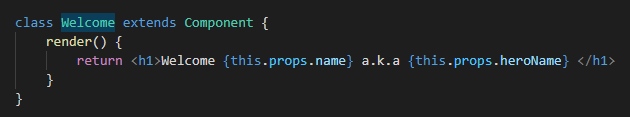 class Welcome extends Component {
    render() {
        return <h1>Welcome {this.props.name} a.k.a {this.props.heroName} </h1>
    }
}